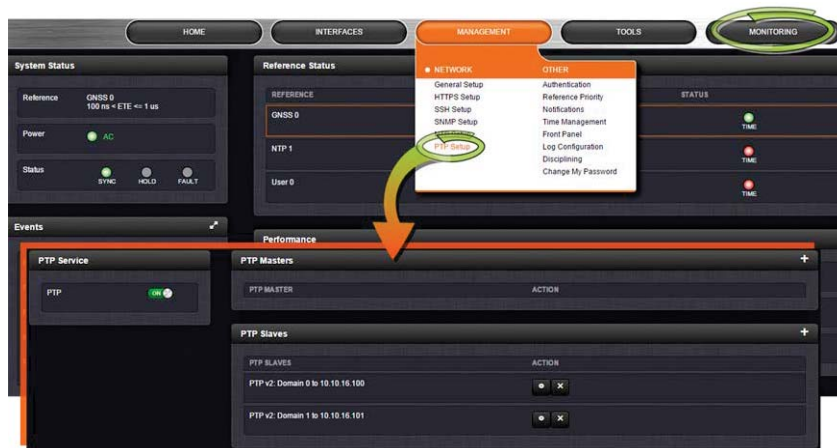 HOME
INTERFACES
MANAGEMENT
TOOLS
MONITORING
System Status
Reference
GNSS 0
100 ns < ETE <= 1 us
Power
AC
Status
SYNC
HOLD
FAULT
Events
Reference Status
REFERENCE
STATUS
GNSS 0
TIME
NTP 1
TIME
User 0
TIME
Performance
NETWORK
General Setup
HTTPS Setup
SSH Setup
SNMP Setup
PTP Setup
OTHER
Authentication
Reference Priority
Notifications
Time Management
Front Panel
Log Configuration
Disciplining
Change My Password
PTP Service
PTP
ON
PTP Masters
+
PTP MASTER
ACTION
PTP Slaves
+
PTP SLAVES
ACTION
PTP v2: Domain 0 to 10.10.16.100
PTP v2: Domain 1 to 10.10.16.101